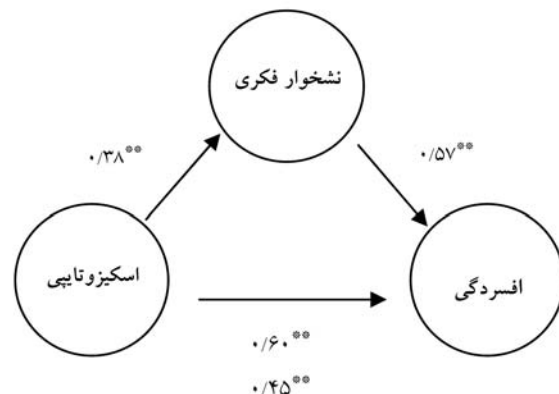 نشخوار فکری
۰/۳۸**
۰/۵۷**
اسکیزوتایپی
افسردگی
۰/۶۰**
۰/۴۵**